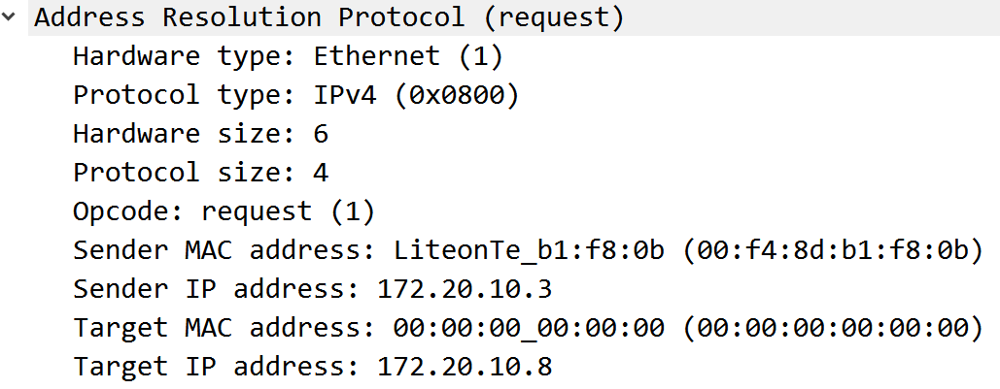 Address Resolution Protocol (request)
Hardware type: Ethernet (1)
Protocol type: IPv4 (0x0800)
Hardware size: 6
Protocol size: 4
Opcode: request (1)
Sender MAC address: LiteonTe_b1:f8:0b (00:f4:8d:b1:f8:0b)
Sender IP address: 172.20.10.3
Target MAC address: 00:00:00_00:00:00 (00:00:00:00:00:00)
Target IP address: 172.20.10.8